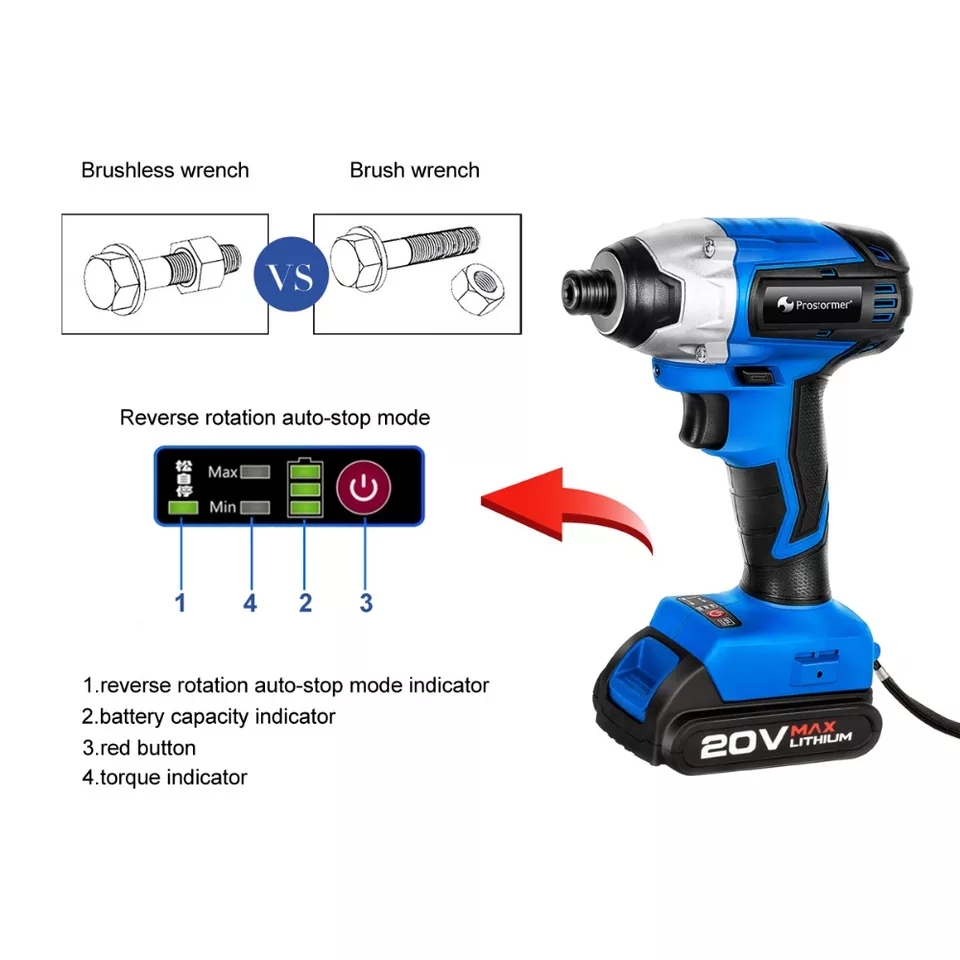 Brushless wrench
Brush wrench
VS
Prostormer®
Reverse rotation auto-stop mode
松自停
Max
Min
1 4 2 3
1.reverse rotation auto-stop mode indicator
2.battery capacity indicator
3.red button
4.torque indicator
20V MAX
LITHIUM